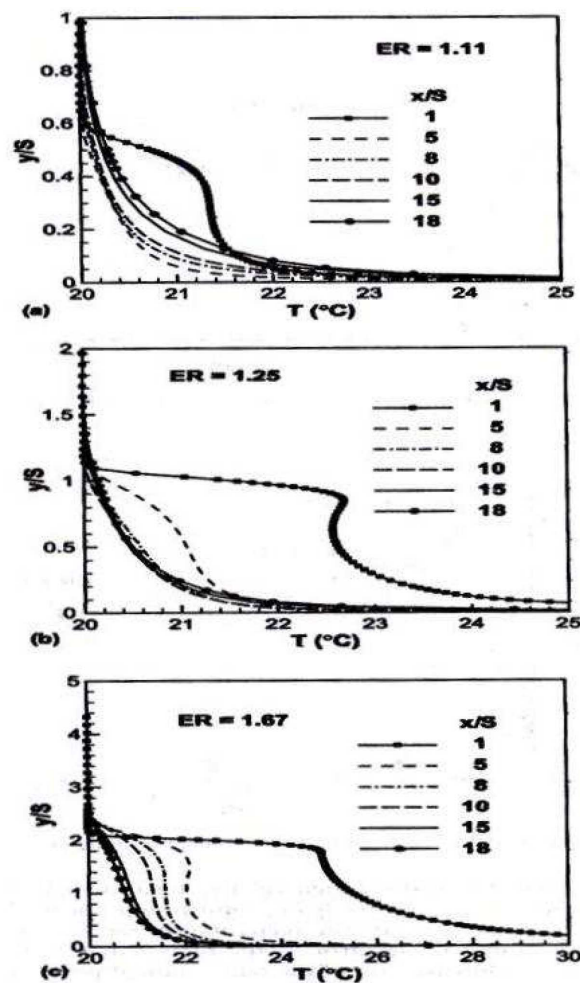 1
0.8
0.6
0.4
0.2
0
y/S
ER = 1.11
x/S
1
5
8
10
15
18
20 21 22 23 24 25
(a) T (°C)
2
1.5
1
0.5
0
y/S
ER = 1.25
x/S
1
5
8
10
15
18
20 21 22 23 24 25
(b) T (°C)
5
4
3
2
1
0
y/S
ER = 1.67
x/S
1
5
8
10
15
18
20 22 24 26 28 30
(c) T (°C)